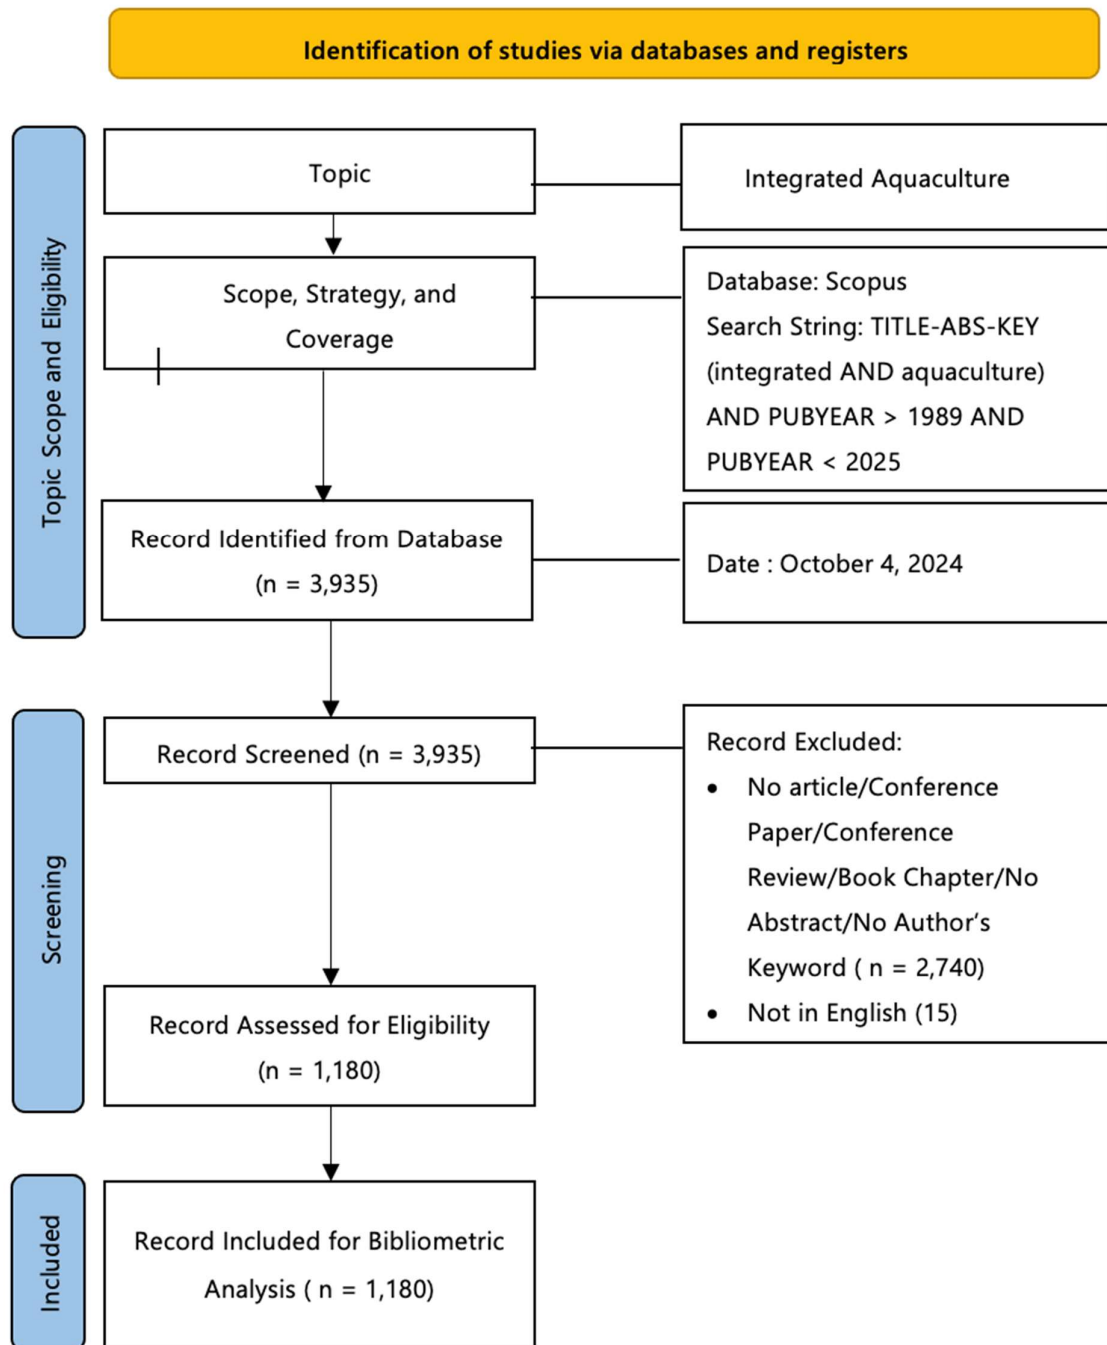 Identification of studies via databases and registers
Topic Scope and Eligibility
Topic
Integrated Aquaculture
Scope, Strategy, and
Coverage
Database: Scopus
Search String: TITLE-ABS-KEY
(integrated AND aquaculture)
AND PUBYEAR > 1989 AND
PUBYEAR < 2025
Record Identified from Database
(n = 3,935)
Date : October 4, 2024
Screening
Record Screened (n = 3,935)
Record Excluded:
• No article/Conference
Paper/Conference
Review/Book Chapter/No
Abstract/No Author’s
Keyword ( n = 2,740)
• Not in English (15)
Record Assessed for Eligibility
(n = 1,180)
Included
Record Included for Bibliometric
Analysis ( n = 1,180)